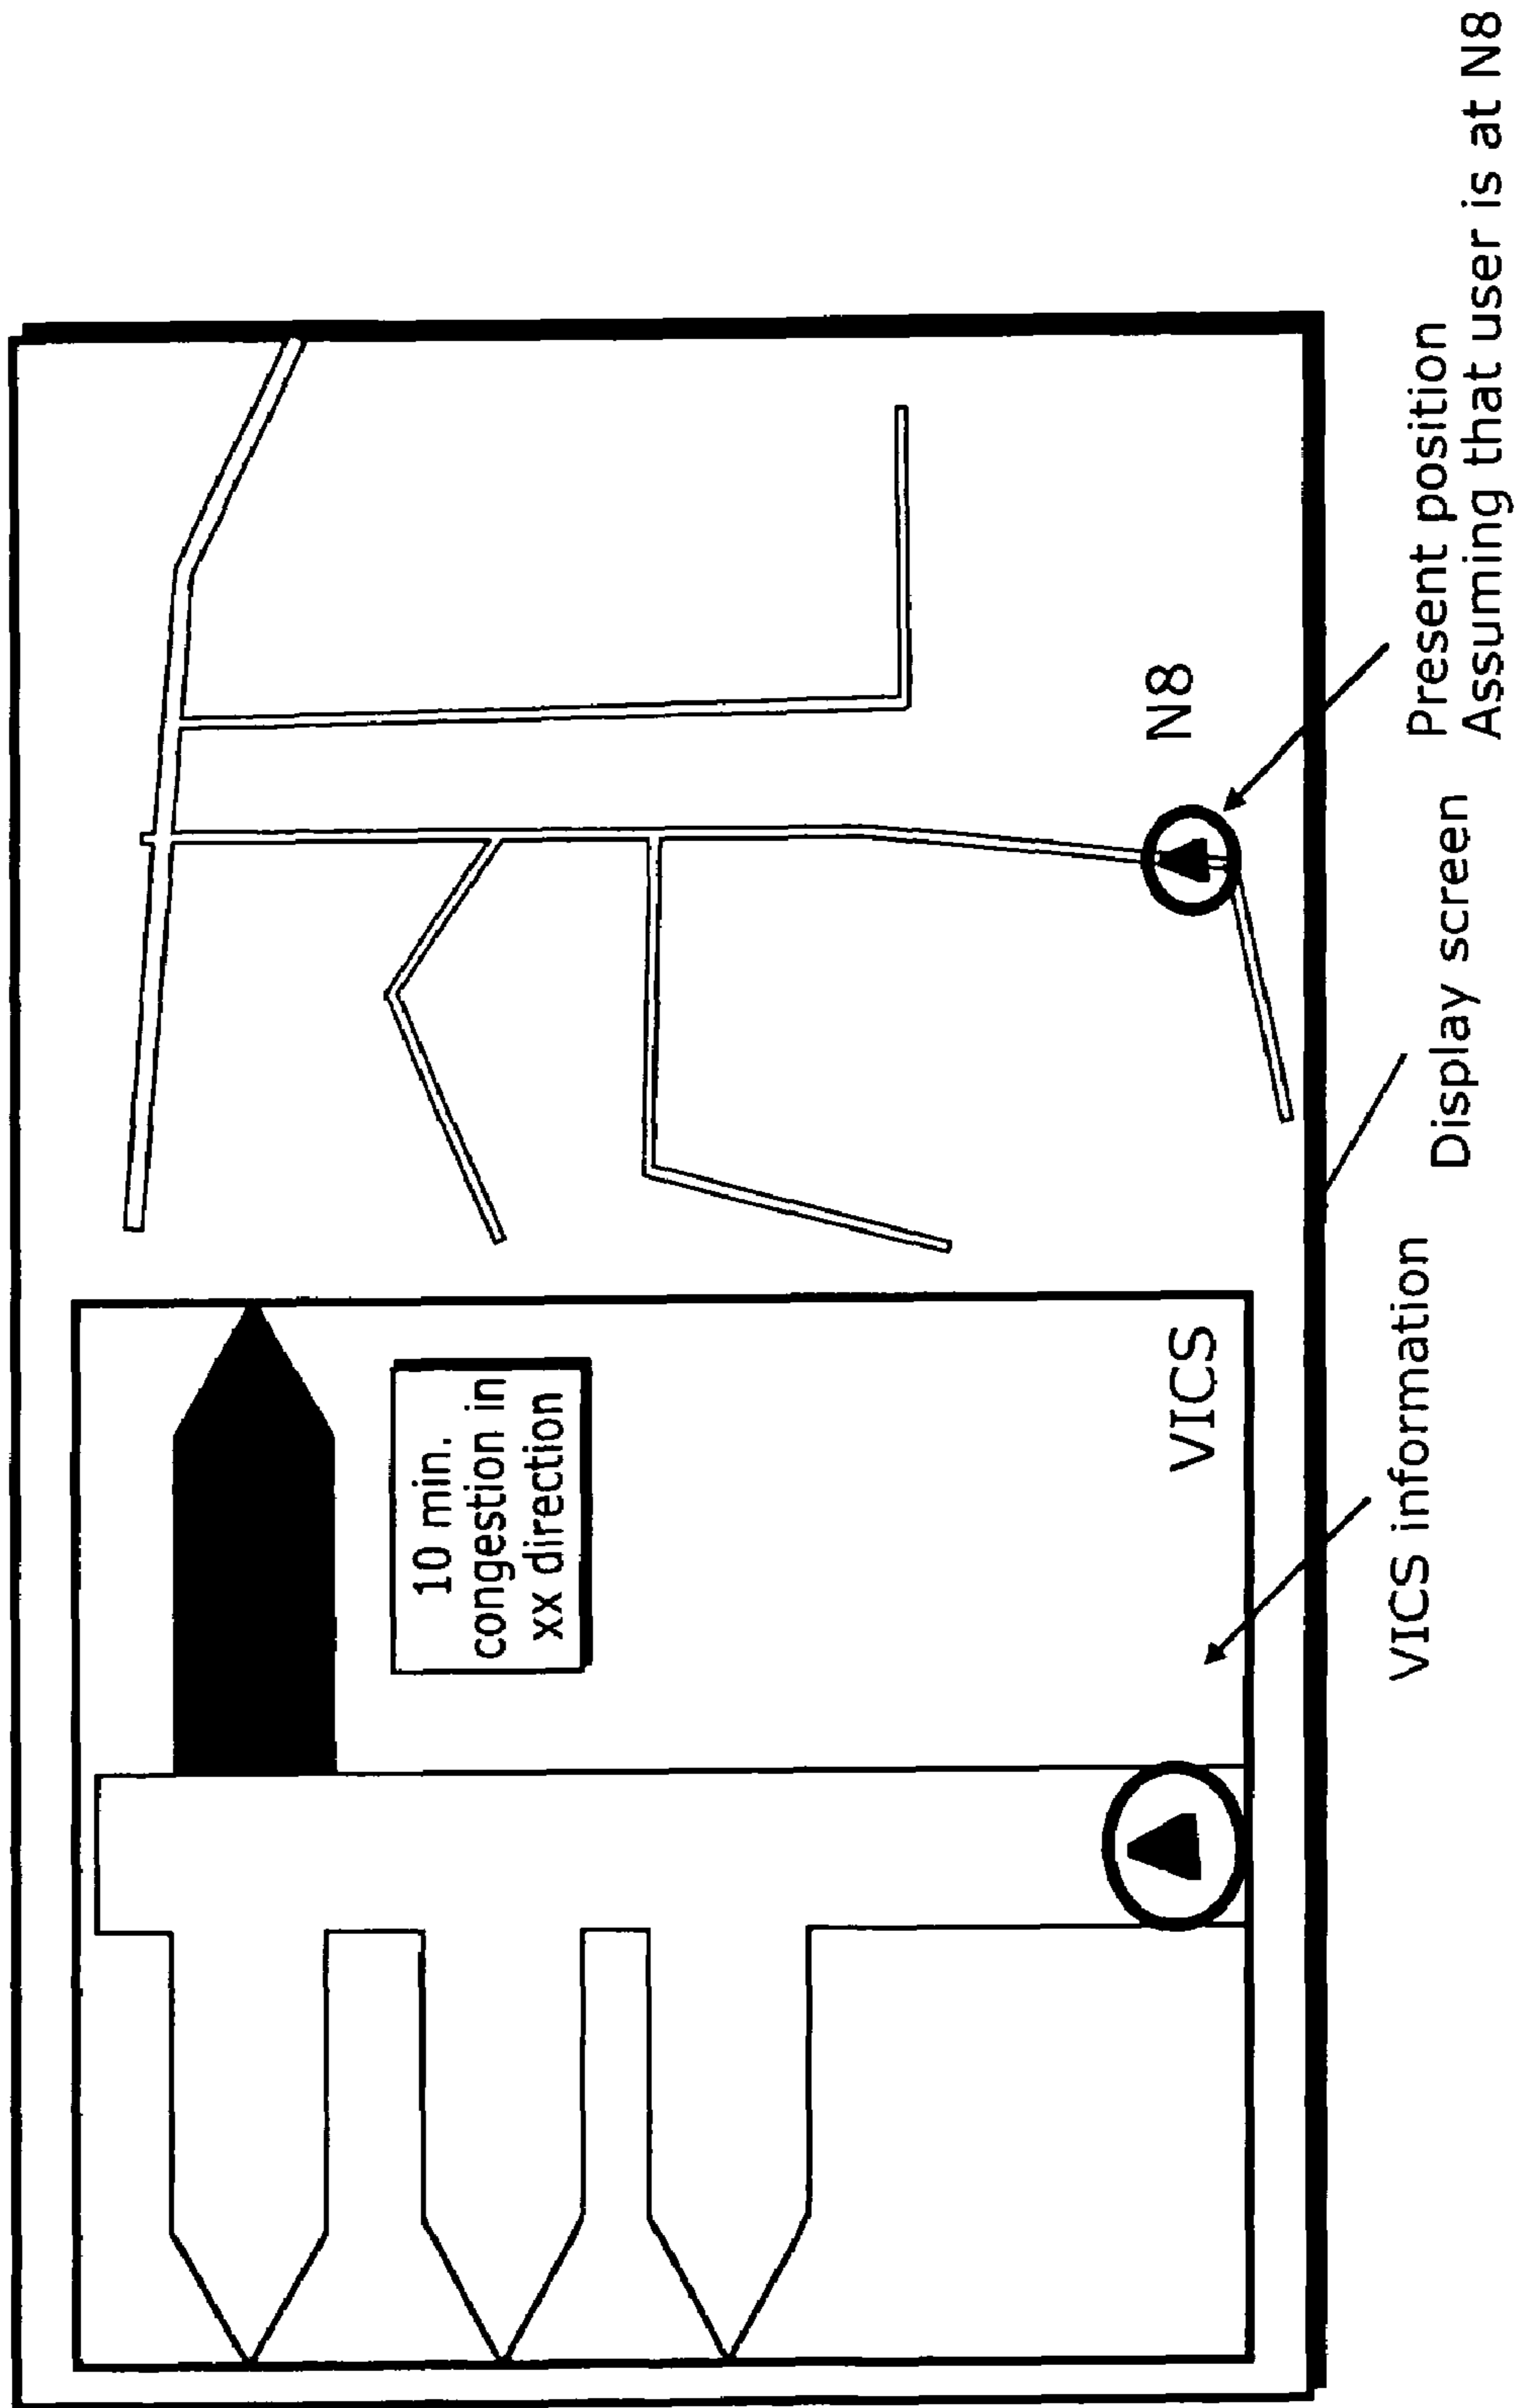 10 min.
congestion in
xx direction
VICS
N8
VICS information
Display screen
Present position
Assuming that user is at N8